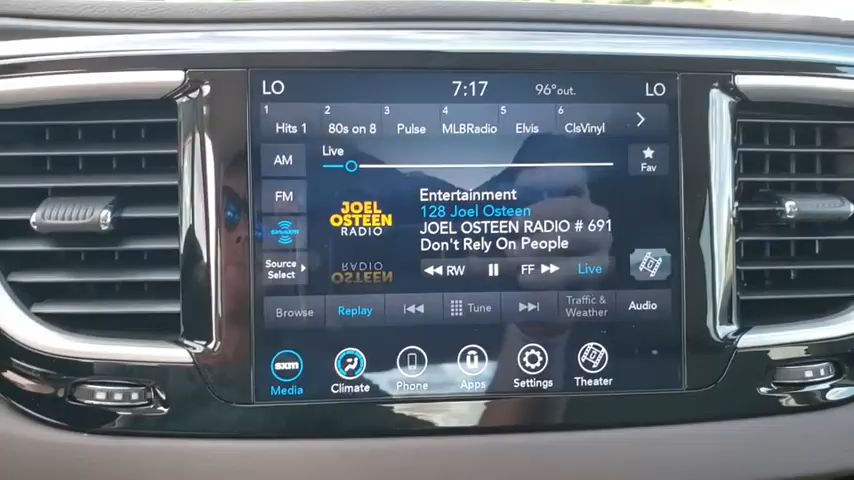 LO 7:17 96°out. LO
1 Hits 1 2 80s on 8 3 Pulse 4 MLBRadio 5 Elvis 6 ClsVinyl
Live
AM
Fav
FM
Entertainment
128 Joel Osteen
JOEL OSTEEN RADIO # 691
Don't Rely On People
JOEL
OSTEEN
RADIO
SIRIUSXM
Source
Select
RW FF Live
Browse Replay Tune Traffic &
Weather Audio
sxm
Media Climate Phone Apps Settings Theater